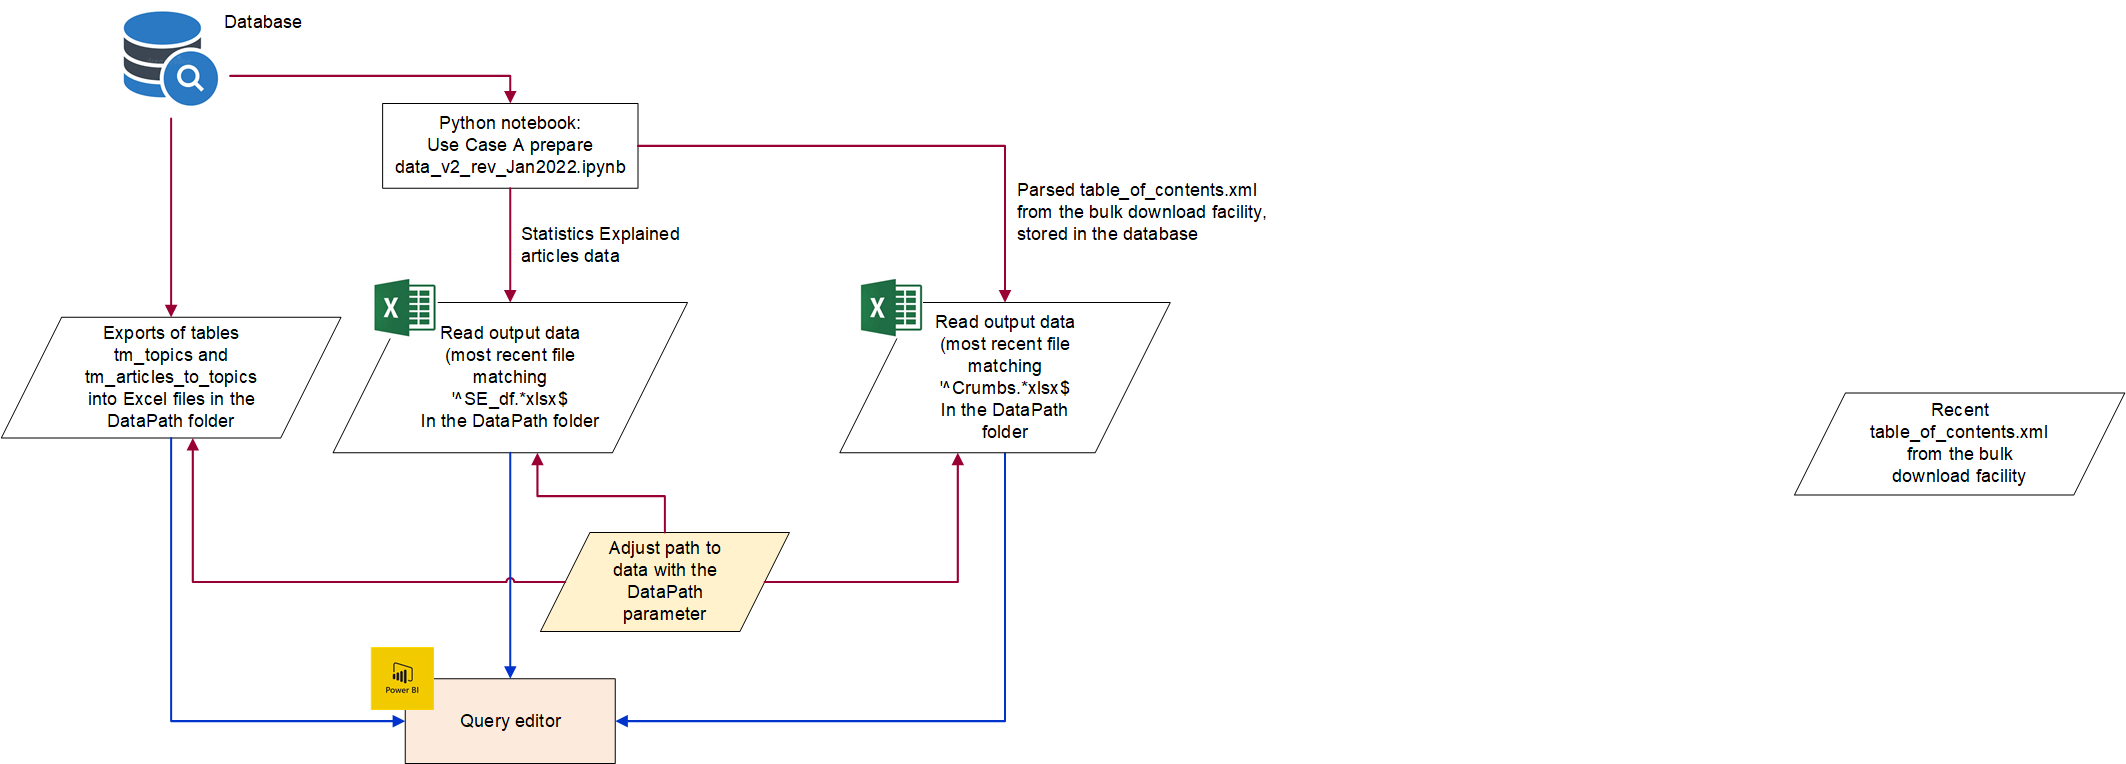 Database
Python notebook:
Use Case A prepare
data_v2_rev_Jan2022.ipynb
Parsed table_of_contents.xml
from the bulk download facility,
stored in the database
Statistics Explained
articles data
Exports of tables
tm_topics and
tm_articles_to_topics
into Excel files in the
DataPath folder
X
Read output data
(most recent file
matching
'^SE_df.*xlsx$
In the DataPath folder
X
Read output data
(most recent file
matching
'^Crumbs.*xlsx$
In the DataPath
folder
Recent
table_of_contents.xml
from the bulk
download facility
Adjust path to
data with the
DataPath
parameter
Power BI
Query editor